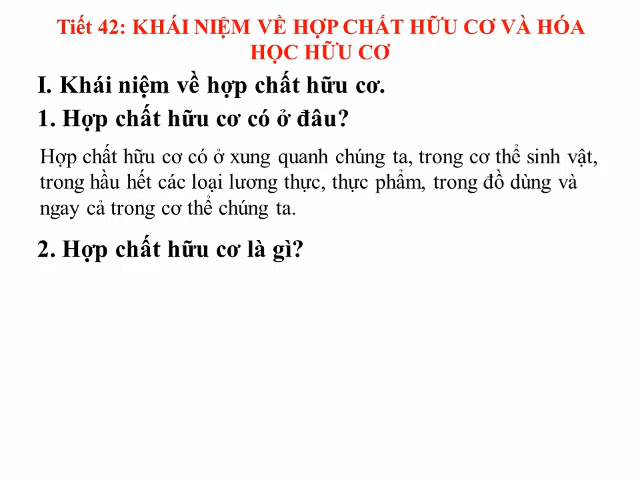 Tiết 42: KHÁI NIỆM VỀ HỢP CHẤT HỮU CƠ VÀ HÓA
HỌC HỮU CƠ
I. Khái niệm về hợp chất hữu cơ.
1. Hợp chất hữu cơ có ở đâu?
Hợp chất hữu cơ có ở xung quanh chúng ta, trong cơ thể sinh vật,
trong hầu hết các loại lương thực, thực phẩm, trong đồ dùng và
ngay cả trong cơ thể chúng ta.
2. Hợp chất hữu cơ là gì?